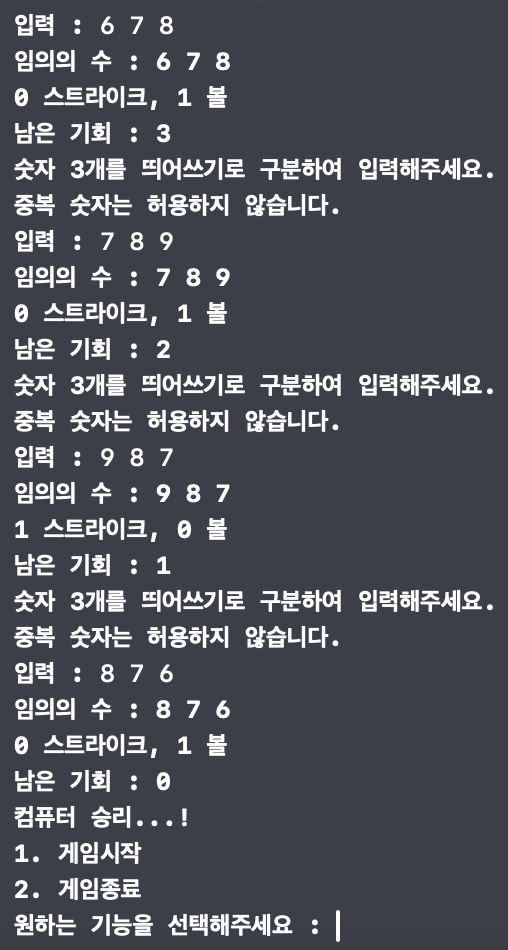 입력 : 6 7 8
임의의 수 : 6 7 8
0 스트라이크, 1 볼
남은 기회 : 3
숫자 3개를 띄어쓰기로 구분하여 입력해주세요.
중복 숫자는 허용하지 않습니다.
입력 : 7 8 9
임의의 수 : 7 8 9
0 스트라이크, 1 볼
남은 기회 : 2
숫자 3개를 띄어쓰기로 구분하여 입력해주세요.
중복 숫자는 허용하지 않습니다.
입력 : 9 8 7
임의의 수 : 9 8 7
1 스트라이크, 0 볼
남은 기회 : 1
숫자 3개를 띄어쓰기로 구분하여 입력해주세요.
중복 숫자는 허용하지 않습니다.
입력 : 8 7 6
임의의 수 : 8 7 6
0 스트라이크, 1 볼
남은 기회 : 0
컴퓨터 승리...!
1. 게임시작
2. 게임종료
원하는 기능을 선택해주세요 :